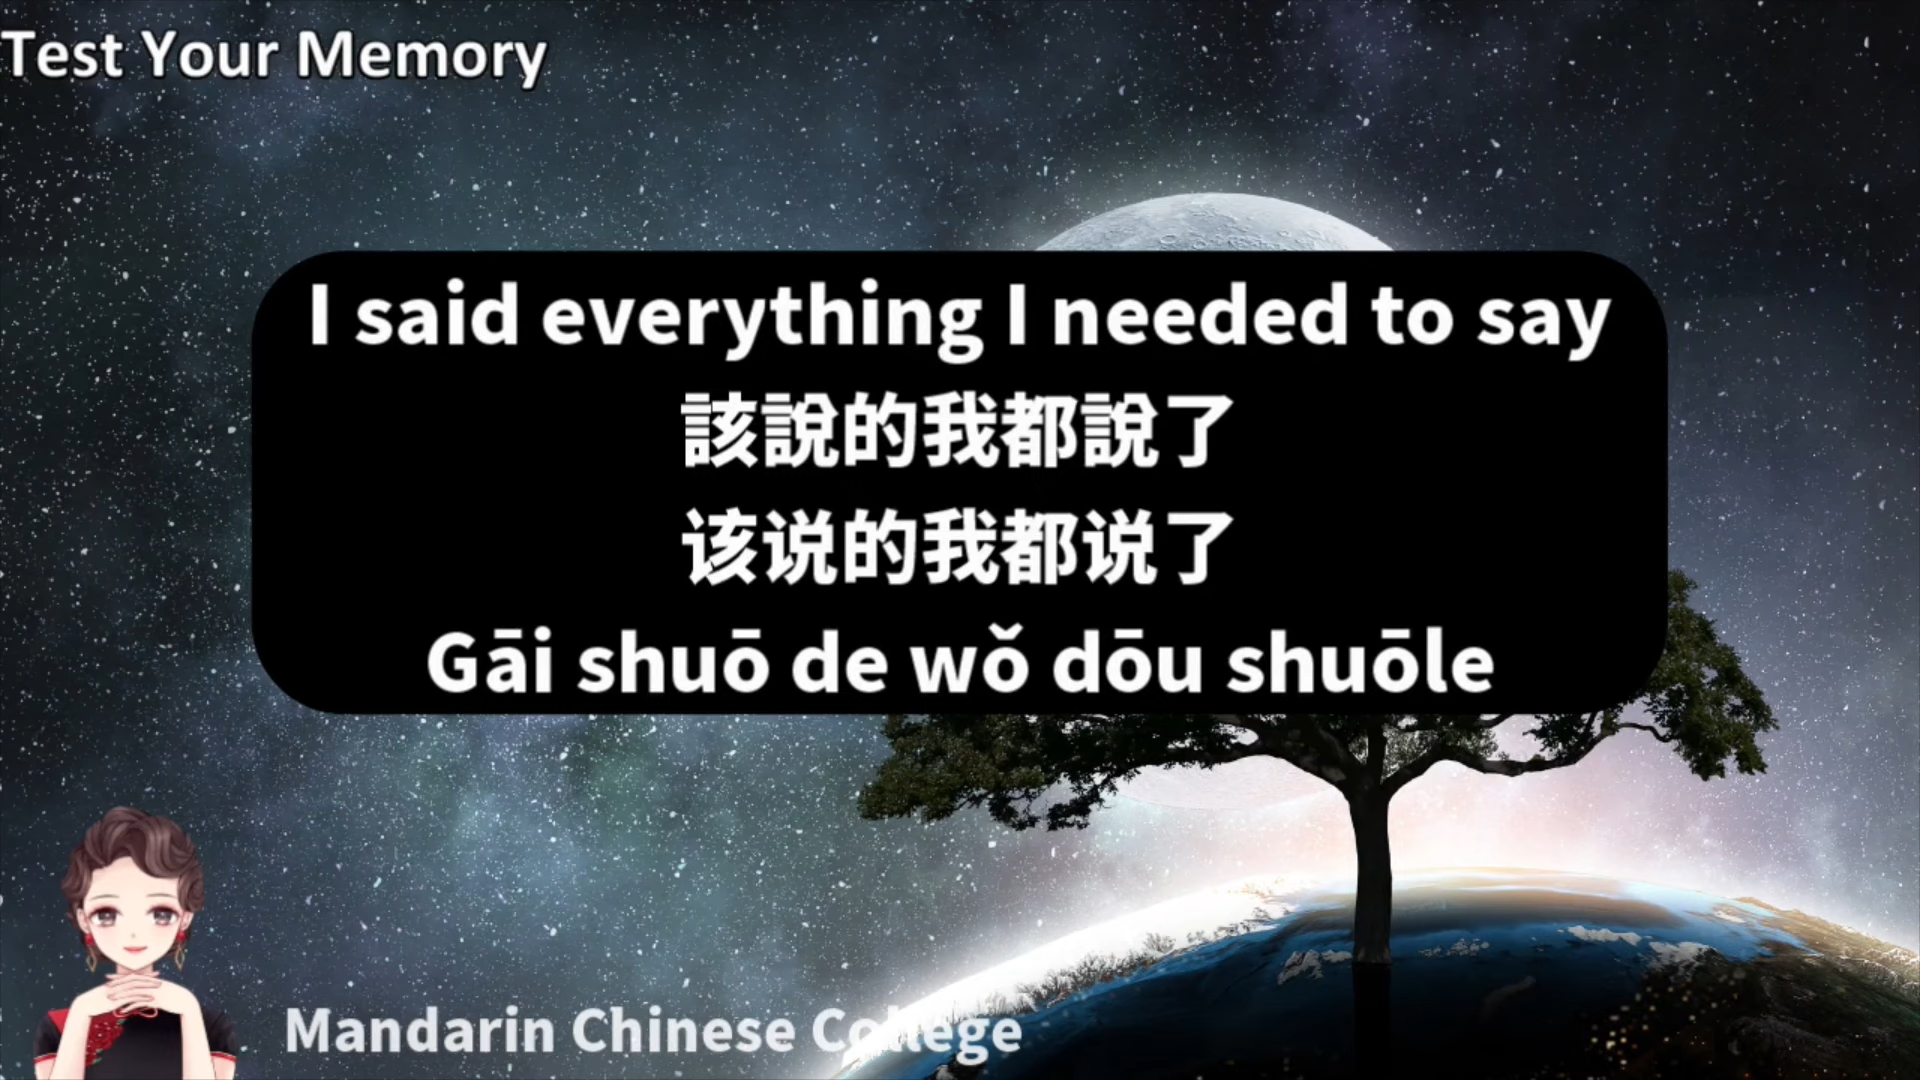 Test Your Memory
I said everything I needed to say
該說的我都說了
该说的我都说了
Gāi shuō de wǒ dōu shuōle
Mandarin Chinese College